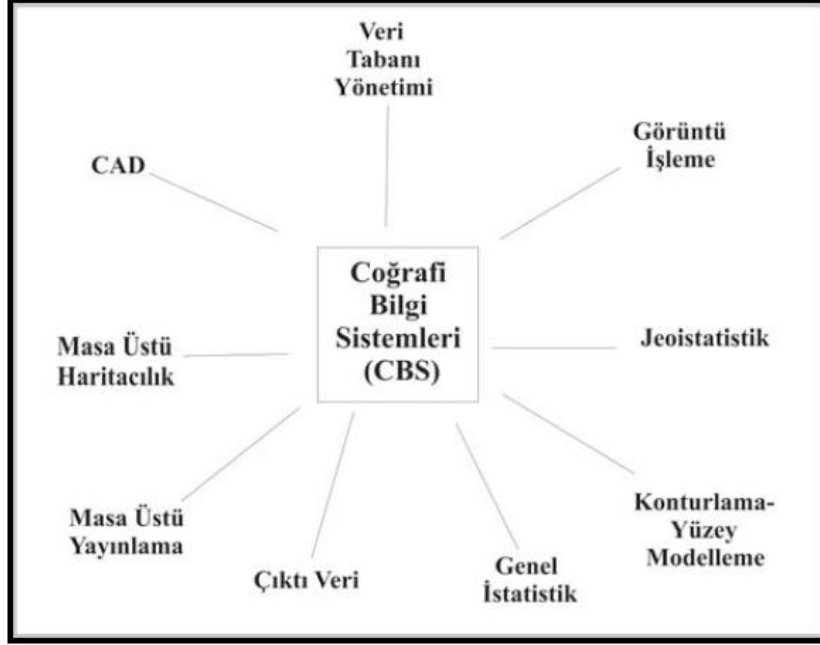 Veri
Tabanı
Yönetimi
Görüntü
İşleme
CAD
Coğrafi
Bilgi
Sistemleri
(CBS)
Masa Üstü
Haritacılık
Jeoistatistik
Masa Üstü
Yayınlama
Çıktı Veri
Genel
İstatistik
Konturlama-
Yüzey
Modelleme